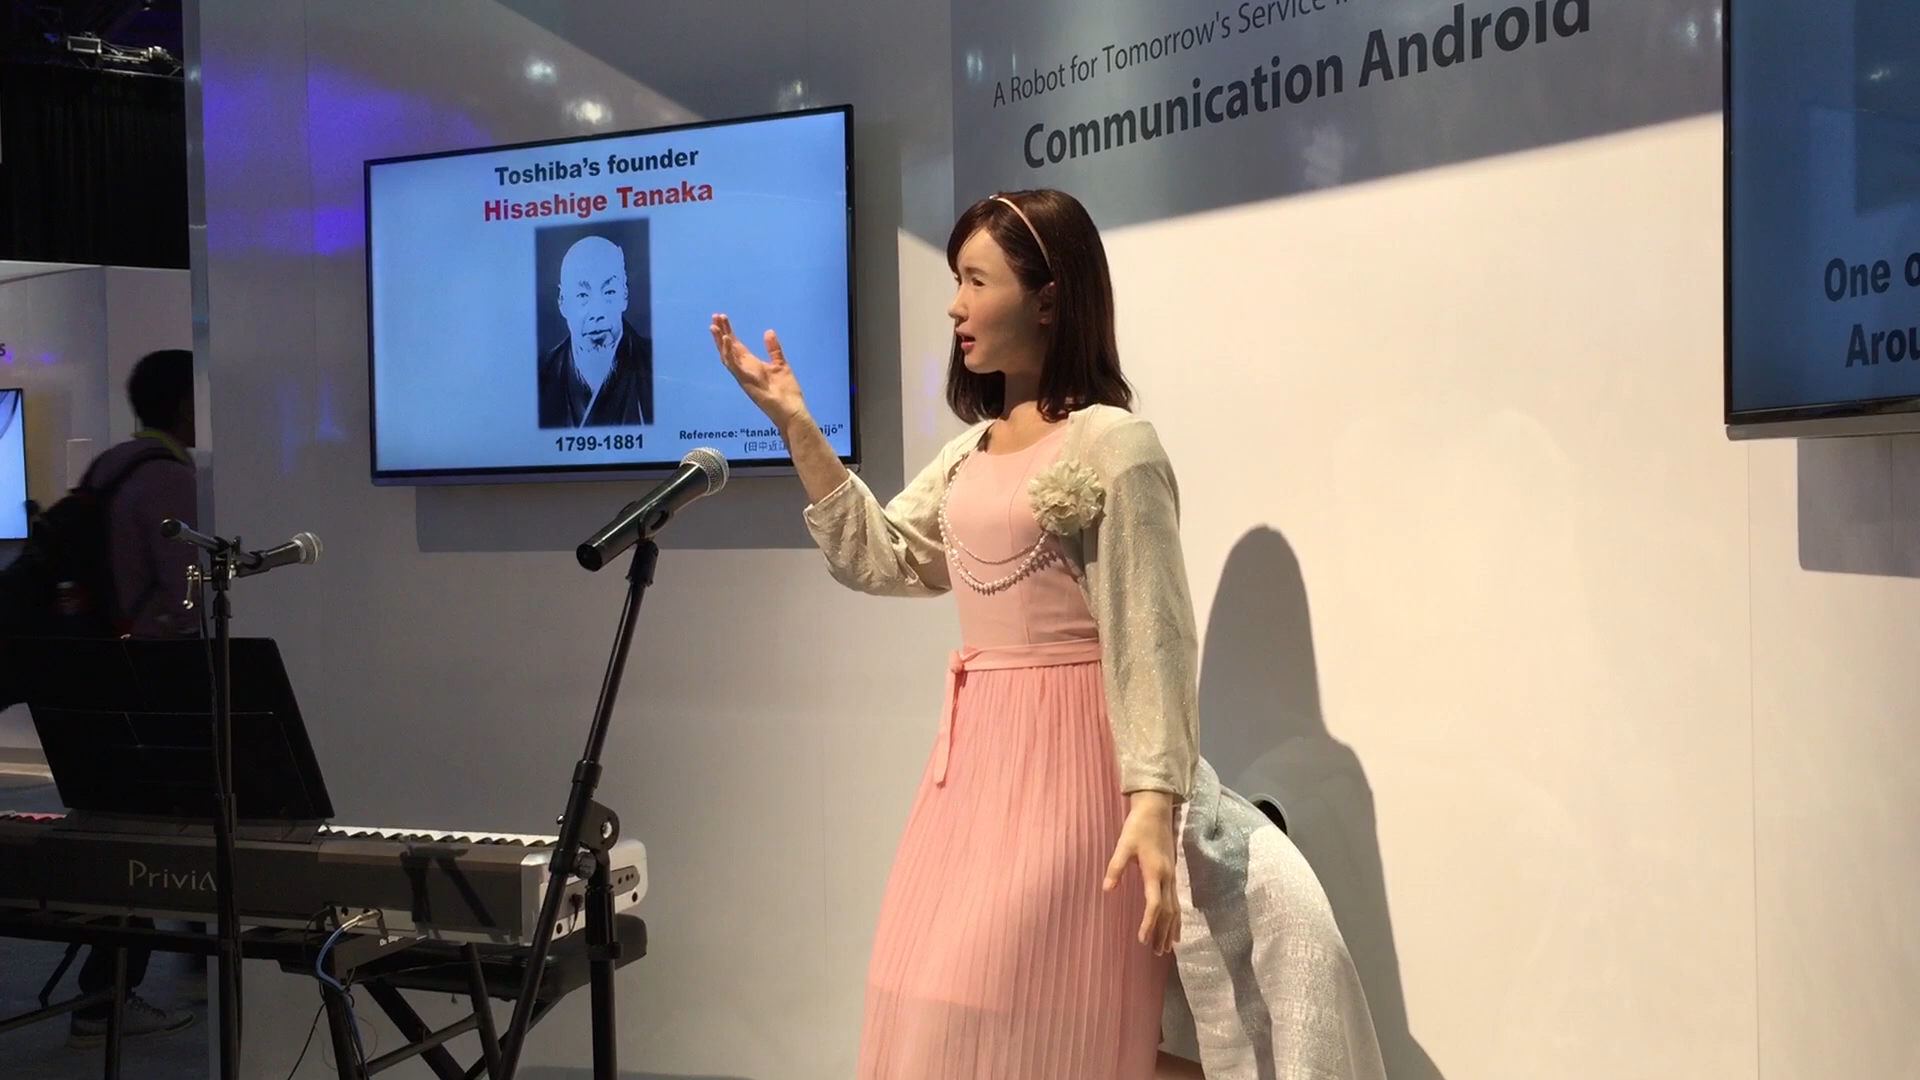 A Robot for Tomorrow's Service
Communication Android
Toshiba's founder
Hisashige Tanaka
1799-1881
Reference:
One
Arou
Privia
S